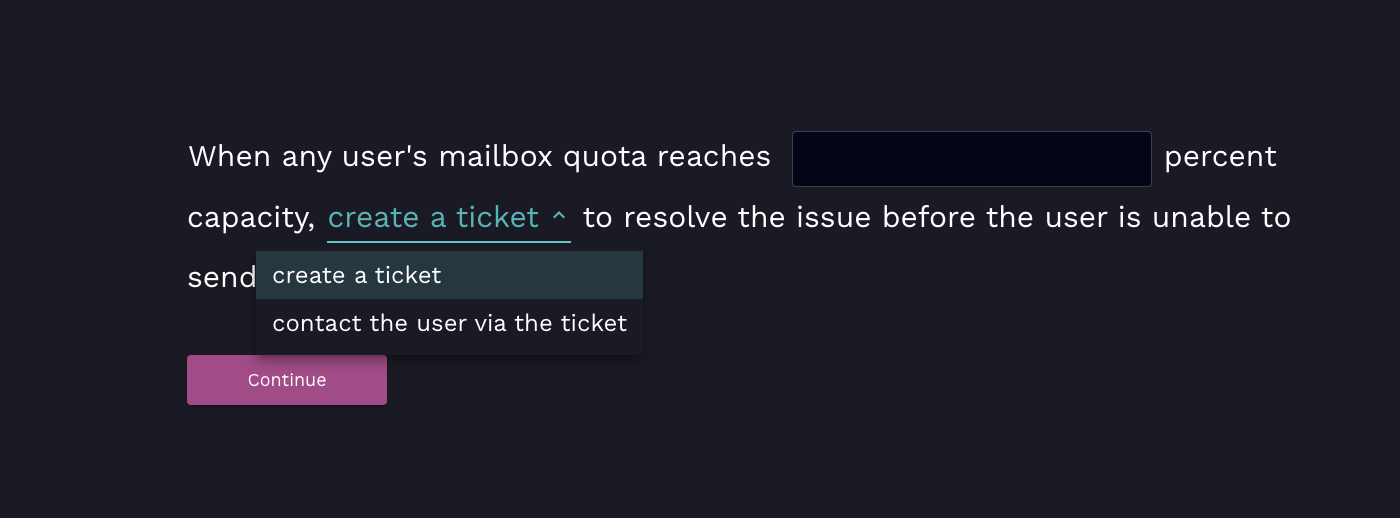 When any user's mailbox quota reaches percent
capacity, create a ticket to resolve the issue before the user is unable to
send
create a ticket
contact the user via the ticket
Continue